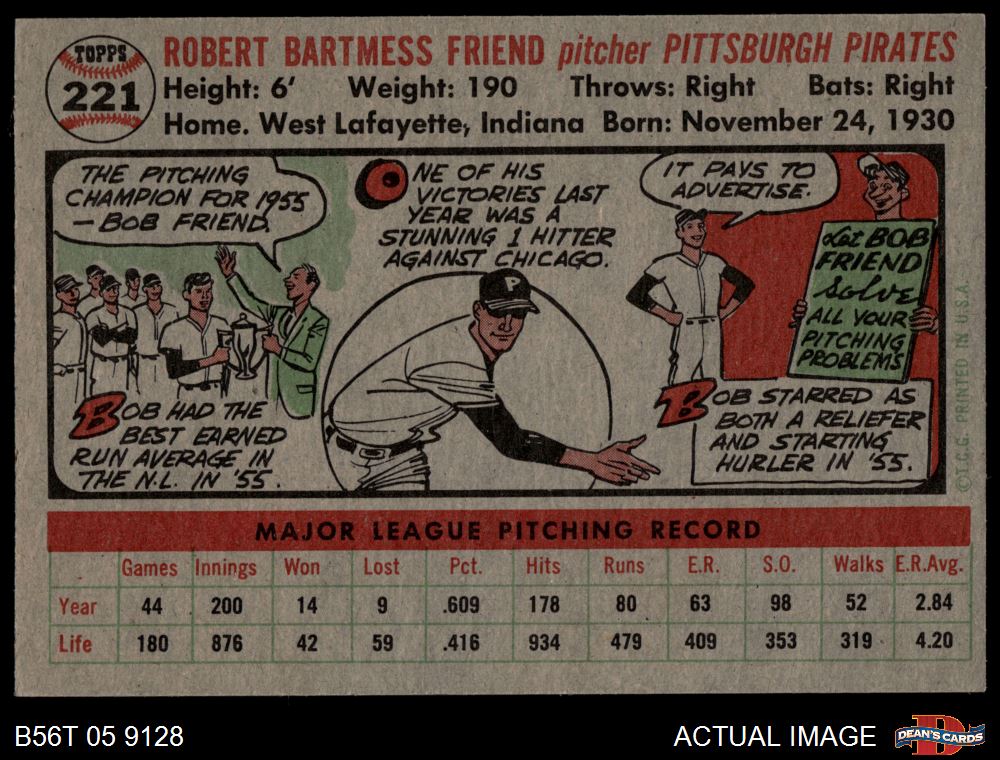 TOPPS
221
ROBERT BARTMESS FRIEND pitcher PITTSBURGH PIRATES
Height: 6' Weight: 190 Throws: Right Bats: Right
Home. West Lafayette, Indiana Born: November 24, 1930
THE PITCHING
CHAMPION FOR 1955
— BOB FRIEND.
BOB HAD THE
BEST EARNED
RUN AVERAGE IN
THE N.L. IN '55.
ONE OF HIS
VICTORIES LAST
YEAR WAS A
STUNNING 1 HITTER
AGAINST CHICAGO.
P
IT PAYS TO
ADVERTISE.
Let BOB
FRIEND
Solve
ALL YOUR
PITCHING
PROBLEMS
BOB STARRED AS
BOTH A RELIEFER
AND STARTING
HURLER IN '55.
©T.C.G. PRINTED IN U.S.A.
MAJOR LEAGUE PITCHING RECORD
Games Innings Won Lost Pct. Hits Runs E.R. S.O. Walks E.R.Avg.
Year 44 200 14 9 .609 178 80 63 98 52 2.84
Life 180 876 42 59 .416 934 479 409 353 319 4.20
B56T 05 9128
ACTUAL IMAGE
D
DEAN'S CARDS